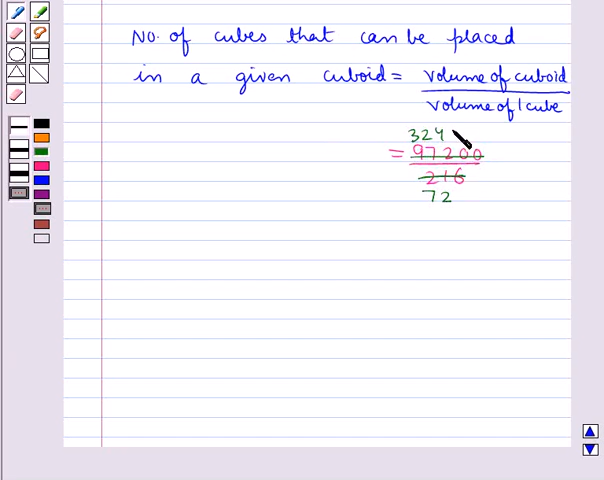 No. of cubes that can be placed
in a given cuboid = volume of cuboid
volume of 1 cube
324
= 97200
216
72